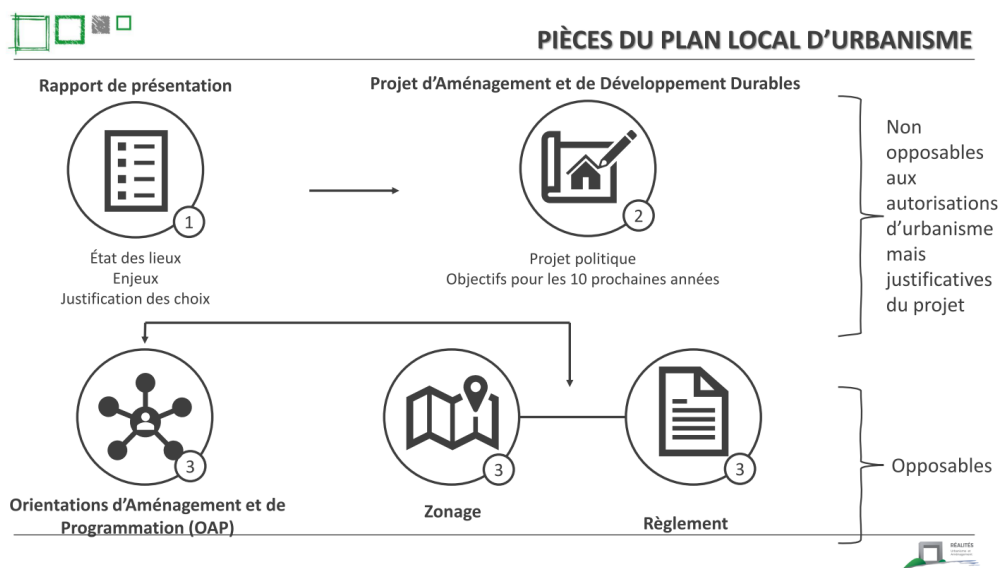 PIÈCES DU PLAN LOCAL D'URBANISME
Rapport de présentation
1
État des lieux
Enjeux
Justification des choix
Projet d'Aménagement et de Développement Durables
2
Projet politique
Objectifs pour les 10 prochaines années
Non
opposables
aux
autorisations
d'urbanisme
mais
justificatives
du projet
3
Orientations d'Aménagement et de
Programmation (OAP)
3
Zonage
3
Règlement
Opposables
RÉALITÉS